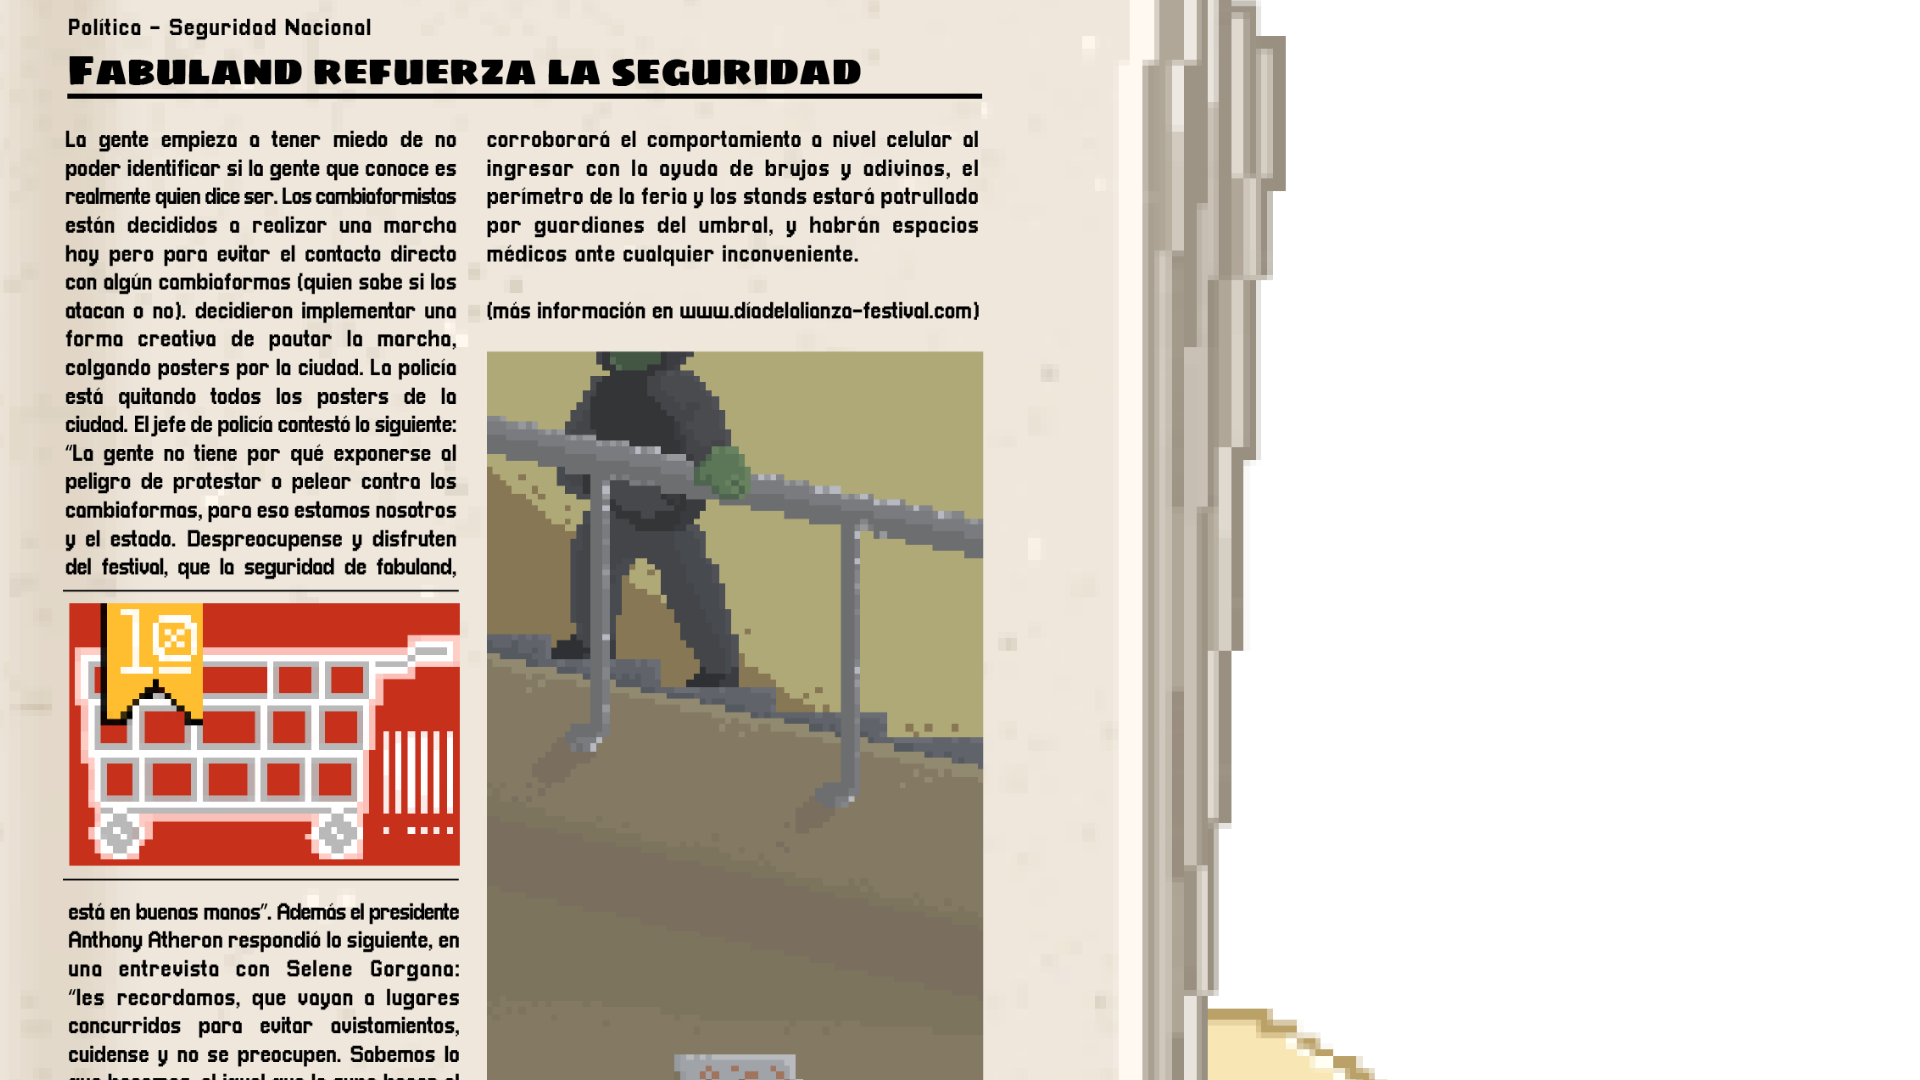 Política - Seguridad Nacional
Fabuland refuerza la seguridad
La gente empieza a tener miedo de no
poder identificar si la gente que conoce es
realmente quien dice ser. Los cambiaformistas
están decididos a realizar una marcha
hoy pero para evitar el contacto directo
con algún cambiaformas (quien sabe si los
atacan o no). decidieron implementar una
forma creativa de pautar la marcha,
colgando posters por la ciudad. La policía
está quitando todos los posters de la
ciudad. El jefe de policía contestó lo siguiente:
“La gente no tiene por qué exponerse al
peligro de protestar o pelear contra los
cambiaformas, para eso estamos nosotros
y el estado. Despreocupense y disfruten
del festival, que la seguridad de fabuland,
10
está en buenas manos”. Además el presidente
Anthony Atheron respondió lo siguiente, en
una entrevista con Selene Gorgana:
“les recordamos, que vayan a lugares
concurridos para evitar avistamientos,
cuidense y no se preocupen. Sabemos lo
corroborará el comportamiento a nivel celular al
ingresar con la ayuda de brujos y adivinos, el
perímetro de la feria y los stands estará patrullado
por guardianes del umbral, y habrán espacios
médicos ante cualquier inconveniente.
(más información en www.díadelalianza-festival.com)